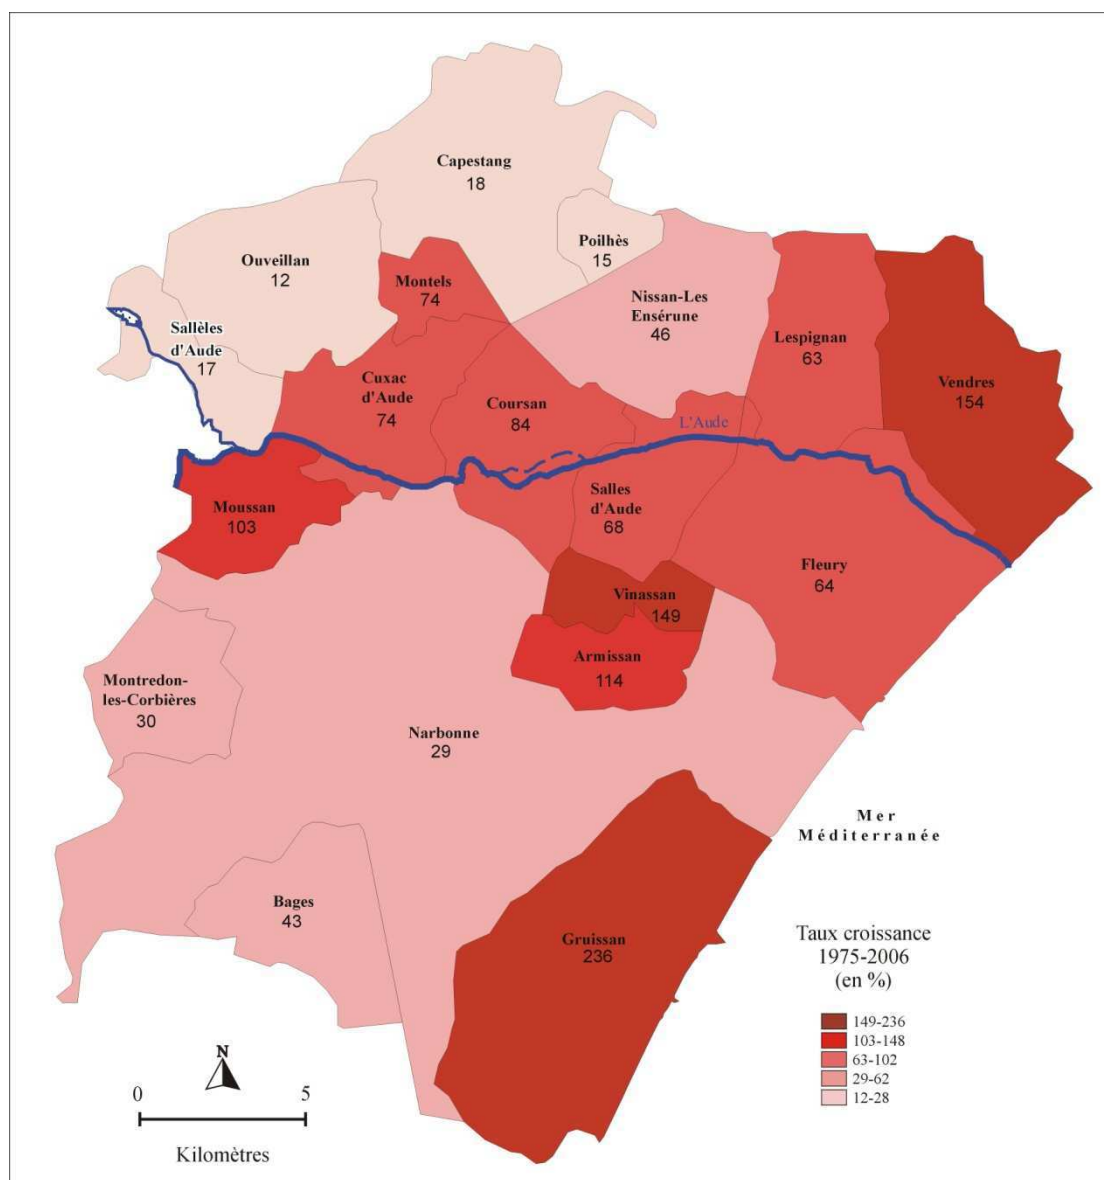 Capestang
18
Poilhès
15
Ouveillan
12
Montels
74
Nissan-Les
Ensérune
46
Lespignan
63
Sallèles
d'Aude
17
Cuxac
d'Aude
74
Coursan
84
L'Aude
Vendres
154
Moussan
103
Salles
d'Aude
68
Fleury
64
Vinassan
149
Armissan
114
Montredon-
les-Corbières
30
Narbonne
29
Mer
Méditerranée
Bages
43
Gruissan
236
Taux croissance
1975-2006
(en %)
149-236
103-148
63-102
29-62
12-28
N
0 5
Kilomètres